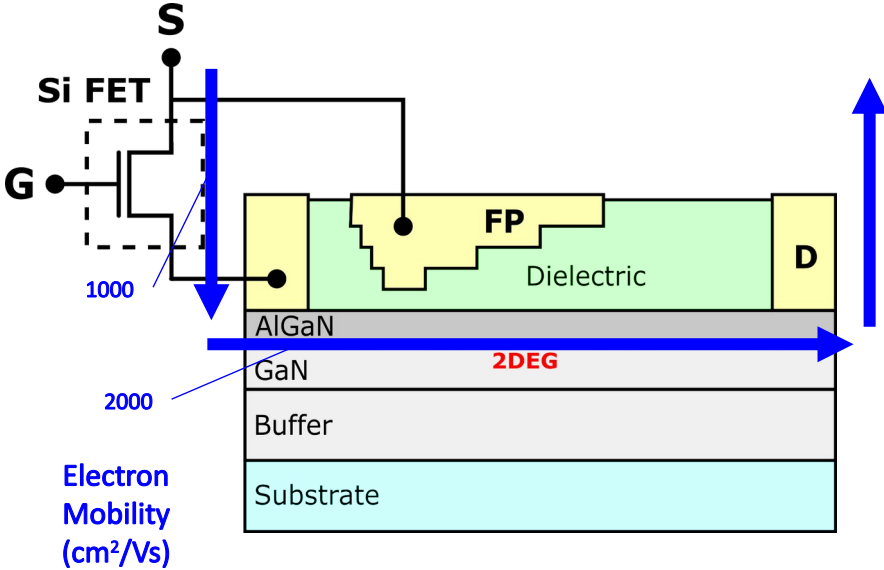 S
Si FET
G
FP
D
Dielectric
1000
AlGaN
2DEG
GaN
2000
Buffer
Electron
Mobility
(cm²/Vs)
Substrate